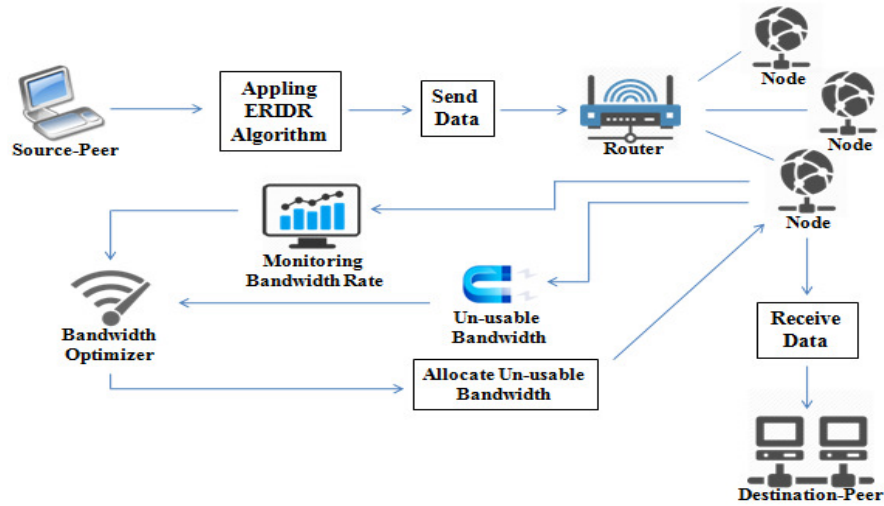 Source-Peer
Appling
ERIDR
Algorithm
Send
Data
Router
Node
Node
Node
Monitoring
Bandwidth Rate
Un-usable
Bandwidth
Bandwidth
Optimizer
Allocate Un-usable
Bandwidth
Receive
Data
Destination-Peer